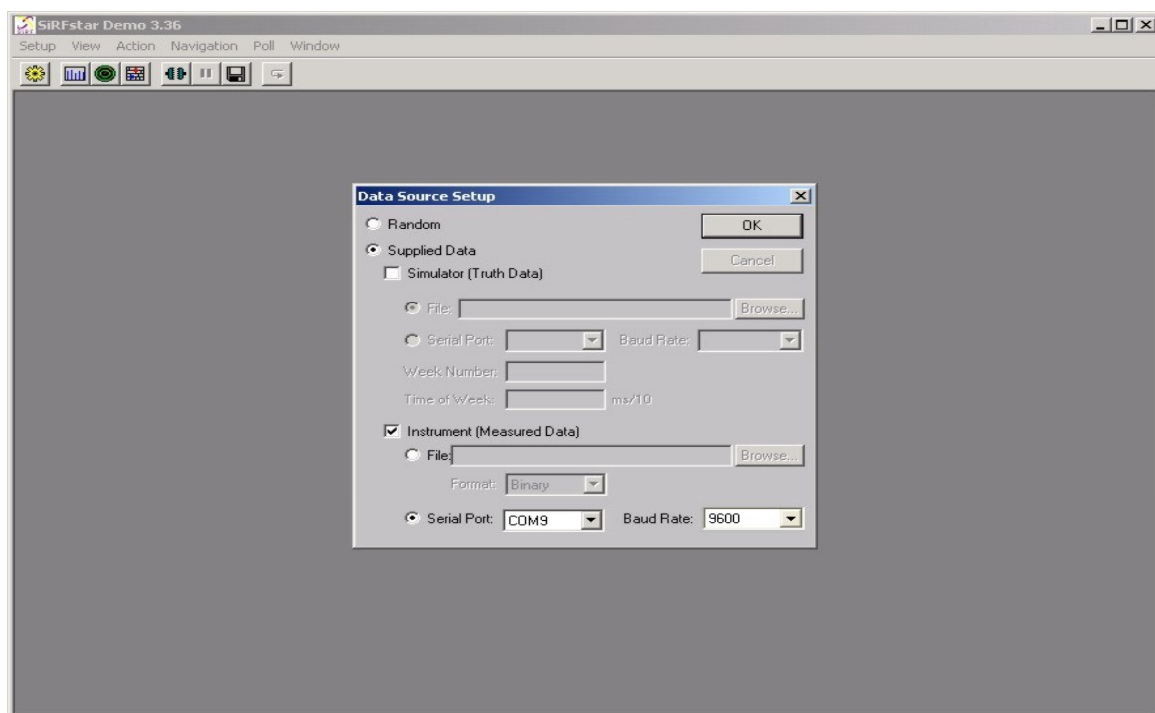 SiRFstar Demo 3.36
Setup View Action Navigation Poll Window
Data Source Setup
Random
OK
Supplied Data
Cancel
Simulator (Truth Data)
File:
Browse...
Serial Port:
Baud Rate:
Week Number:
Time of Week:
ms/10
Instrument (Measured Data)
File:
Browse...
Format: Binary
Serial Port: COM9 Baud Rate: 9600